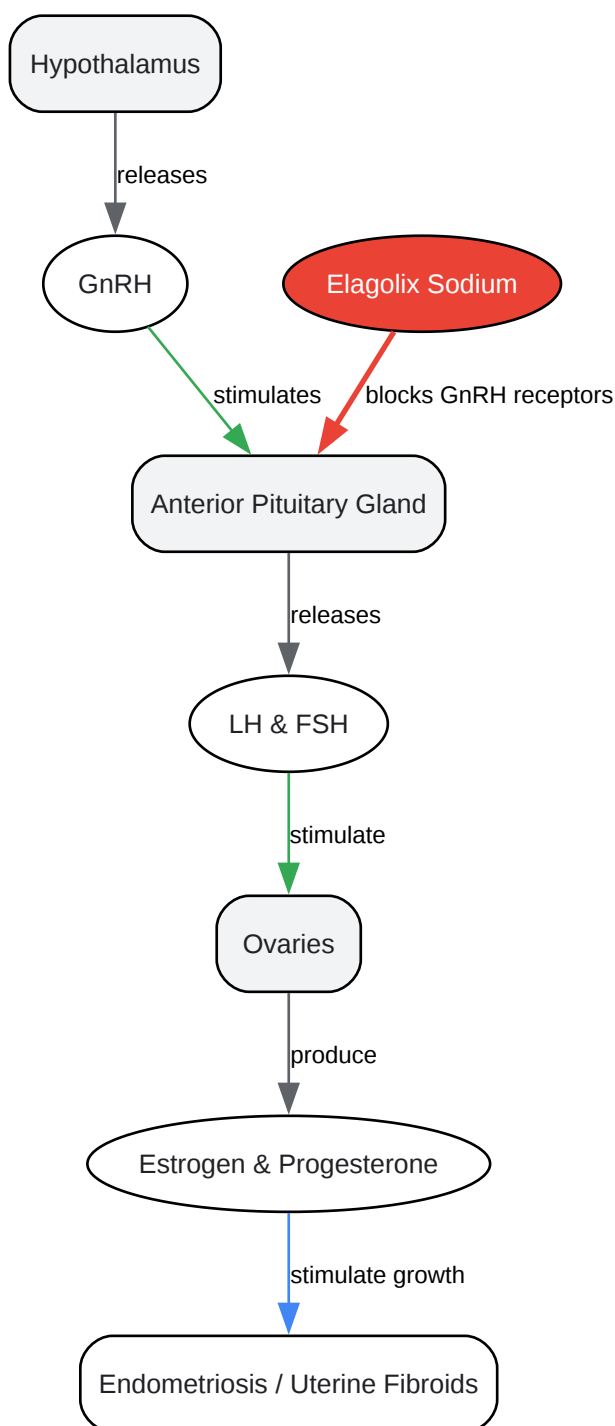 Hypothalamus
releases
GnRH
Elagolix Sodium
stimulates
blocks GnRH receptors
Anterior Pituitary Gland
releases
LH & FSH
stimulate
Ovaries
produce
Estrogen & Progesterone
stimulate growth
Endometriosis / Uterine Fibroids